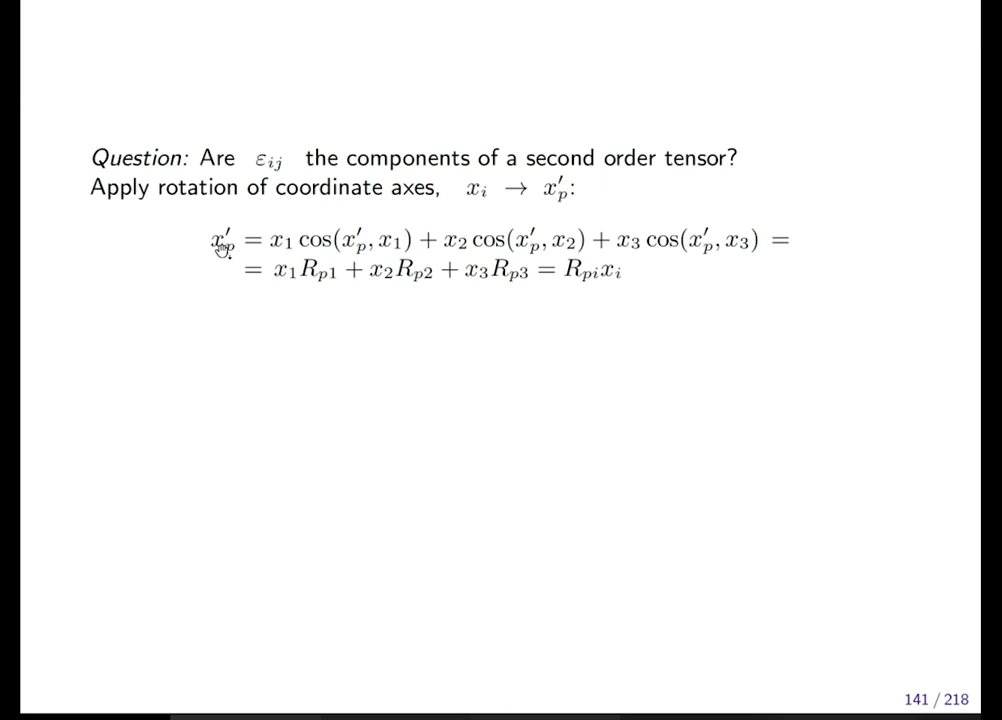 Question: Are εij the components of a second order tensor?
Apply rotation of coordinate axes, xi → x′p:
x′p = x1 cos(x′p, x1) + x2 cos(x′p, x2) + x3 cos(x′p, x3) =
= x1Rp1 + x2Rp2 + x3Rp3 = Rpixi
141 / 218